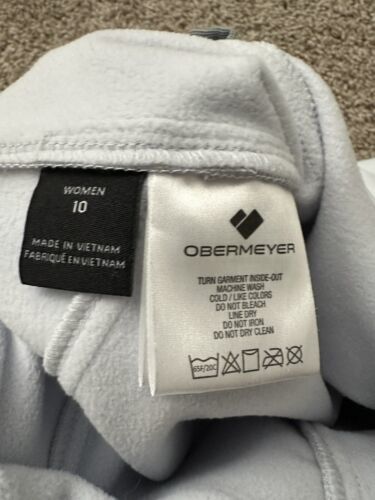 WOMEN
10
MADE IN VIETNAM
FABRIQUÉ EN VIETNAM
OBERMEYER
TURN GARMENT INSIDE-OUT
MACHINE WASH
COLD / LIKE COLORS
DO NOT BLEACH
LINE DRY
DO NOT IRON
DO NOT DRY CLEAN
65F/20C